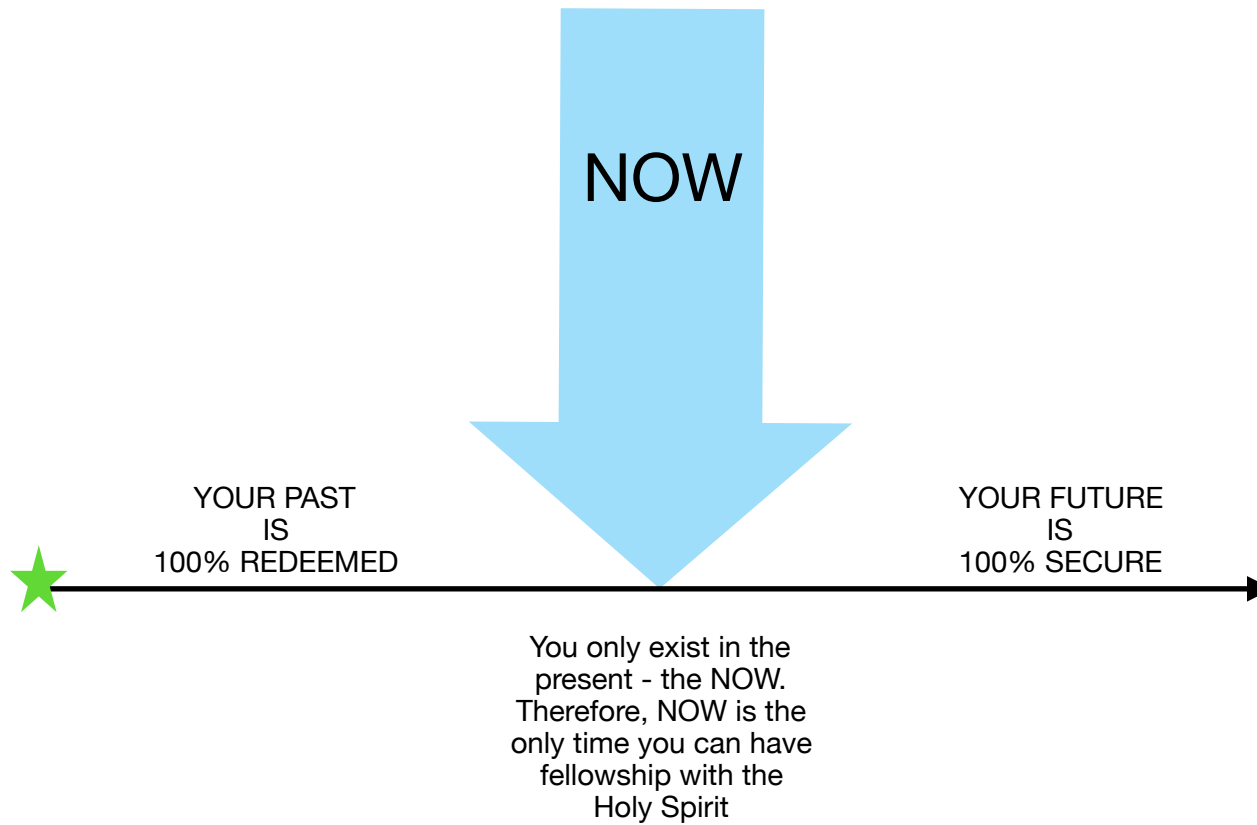 NOW
YOUR PAST
IS
100% REDEEMED
YOUR FUTURE
IS
100% SECURE
You only exist in the
present - the NOW.
Therefore, NOW is the
only time you can have
fellowship with the
Holy Spirit